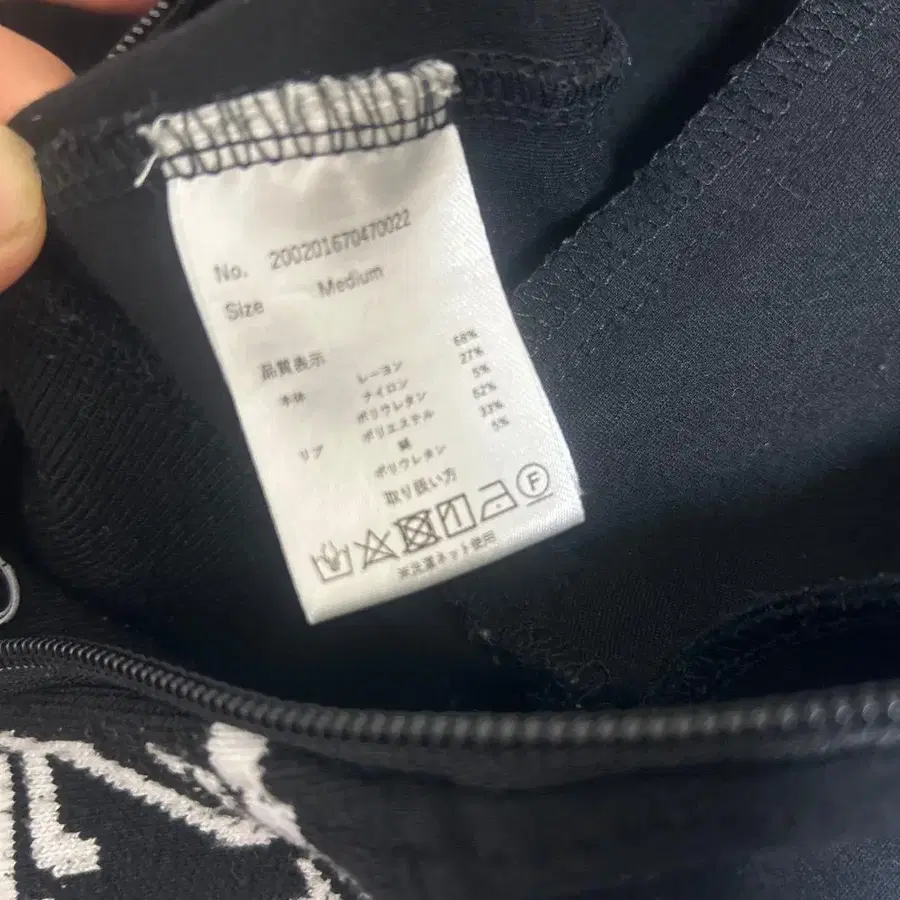 No. 200201670470022
Size Medium
品質表示
本体 レーヨン 68%
ナイロン 27%
ポリウレタン 5%
リブ ポリエステル 62%
綿 33%
ポリウレタン 5%
取り扱い方
F
※洗濯ネット使用